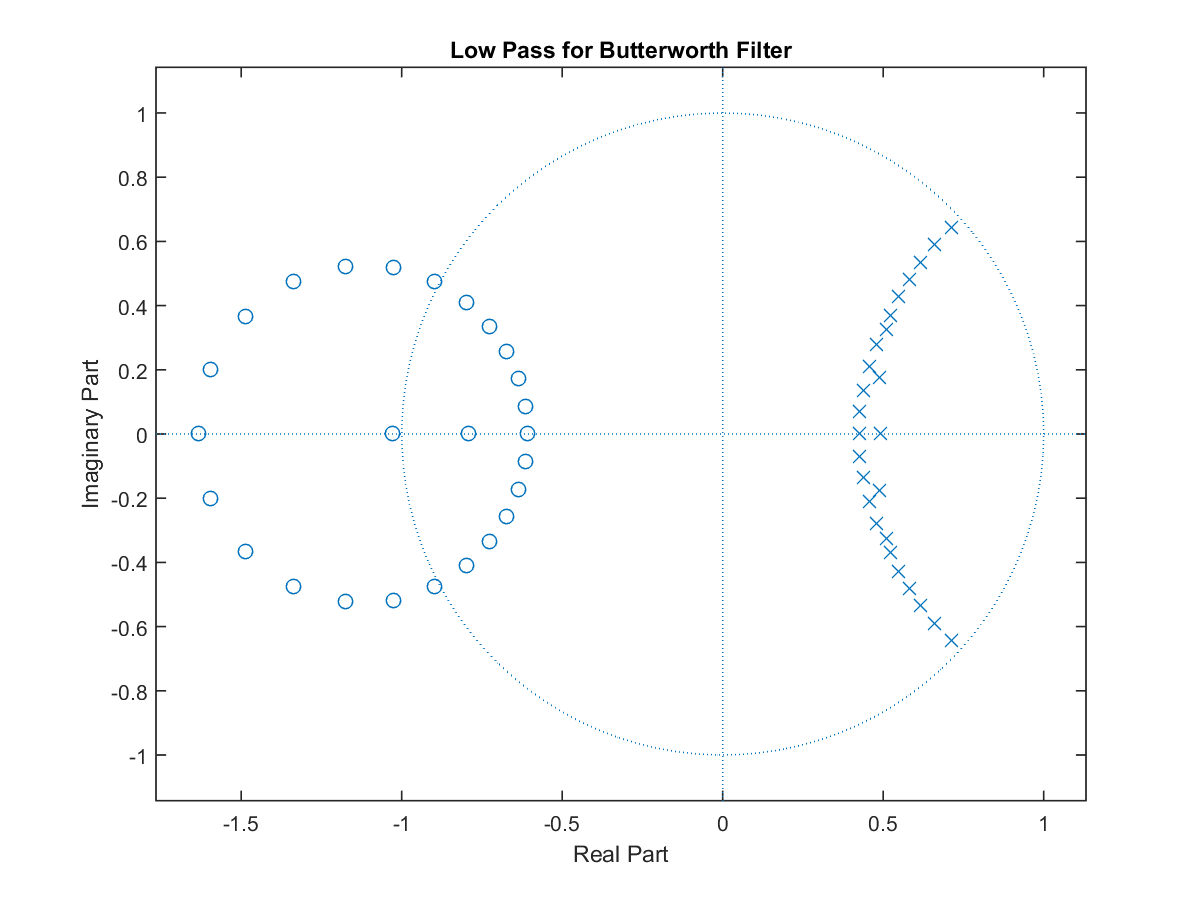 Low Pass for Butterworth Filter
1
0.8
0.6
0.4
0.2
0
-0.2
-0.4
-0.6
-0.8
-1
Imaginary Part
-1.5 -1 -0.5 0 0.5 1
Real Part